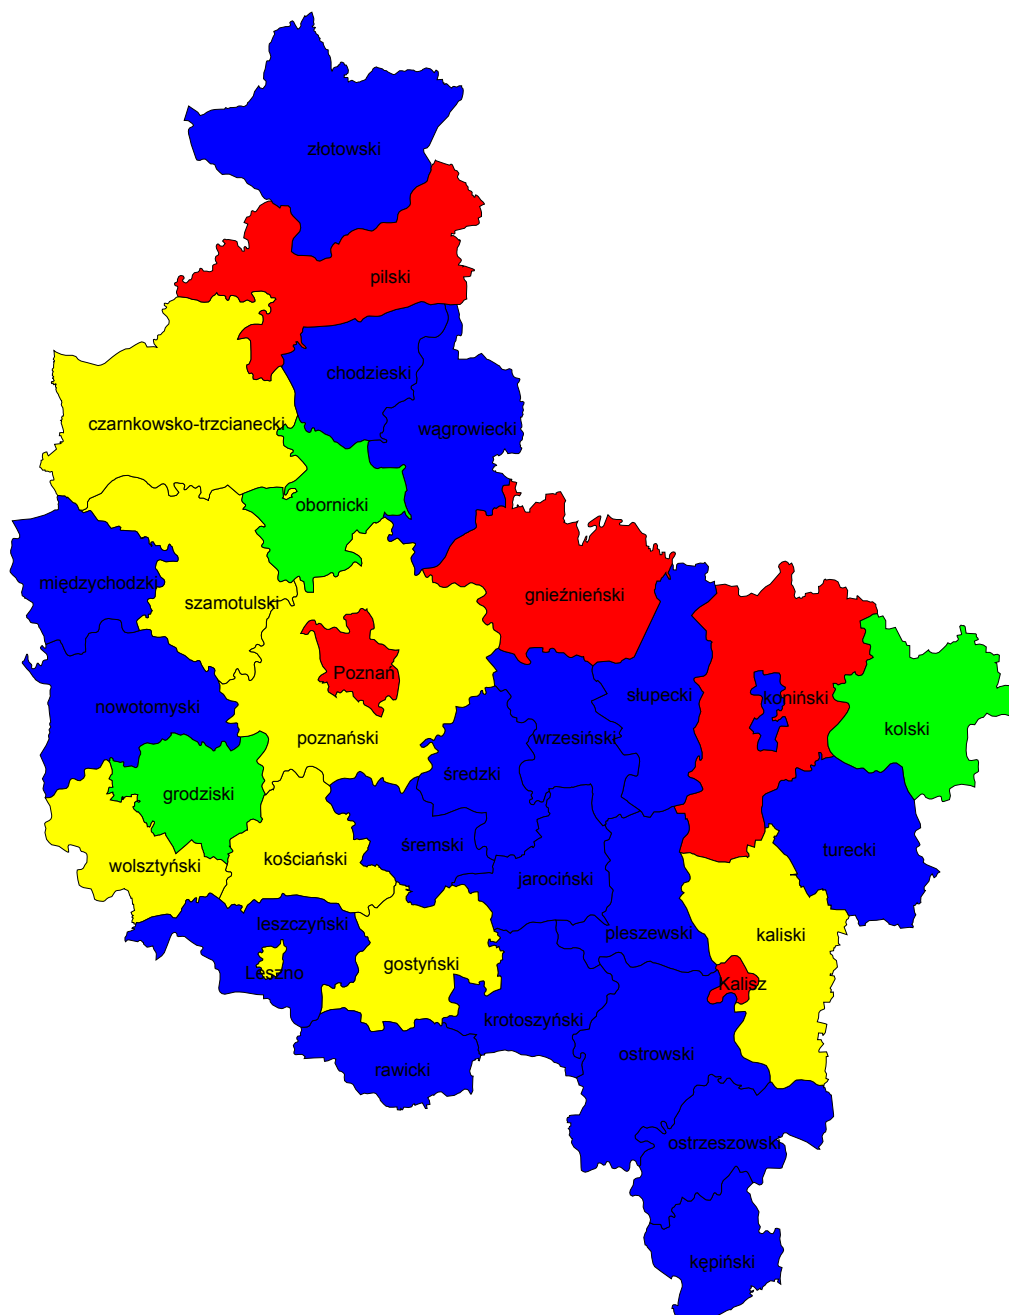 złotowski
pilski
chodzieski
czarnkowsko-trzcianecki
wągrowiecki
obornicki
międzychodzki
szamotulski
gnieźnieński
Poznań
słupecki
koniński
nowotomyski
kolski
poznański
wrzesiński
średzki
grodziski
śremski
turecki
kościański
wolsztyński
jarociński
leszczyński
pleszewski
kaliski
gostyński
Leszno
Kalisz
krotoszyński
ostrowski
rawicki
ostrzeszowski
kępiński